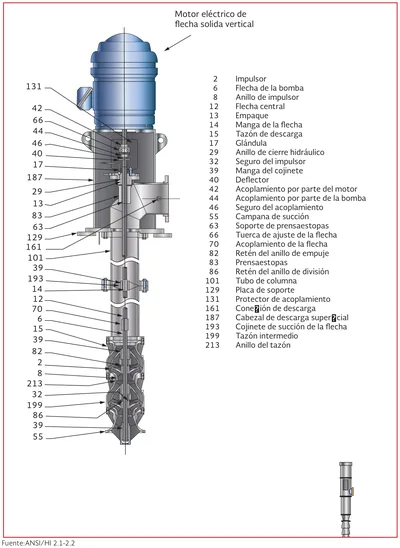 Motor eléctrico de
flecha solida vertical
131
42
66
44
46
40
17
187
29
13
83
63
129
161
101
39
193
14
12
70
6
15
39
82
2
8
213
32
199
86
39
55
2 Impulsor
6 Flecha de la bomba
8 Anillo de impulsor
12 Flecha central
13 Empaque
14 Manga de la flecha
15 Tazón de descarga
17 Glándula
29 Anillo de cierre hidráulico
32 Seguro del impulsor
39 Manga del cojinete
40 Deflector
42 Acoplamiento por parte del motor
44 Acoplamiento por parte de la bomba
46 Seguro del acoplamiento
55 Campana de succión
63 Soporte de prensaestopas
66 Tuerca de ajuste de la flecha
70 Acoplamiento de la flecha
82 Retén del anillo de empuje
83 Prensaestopas
86 Retén del anillo de división
101 Tubo de columna
129 Placa de soporte
131 Protector de acoplamiento
161 Cone�ión de descarga
187 Cabezal de descarga super�cial
193 Cojinete de succión de la flecha
199 Tazón intermedio
213 Anillo del tazón
Fuente ANSI/HI 2.1-2.2